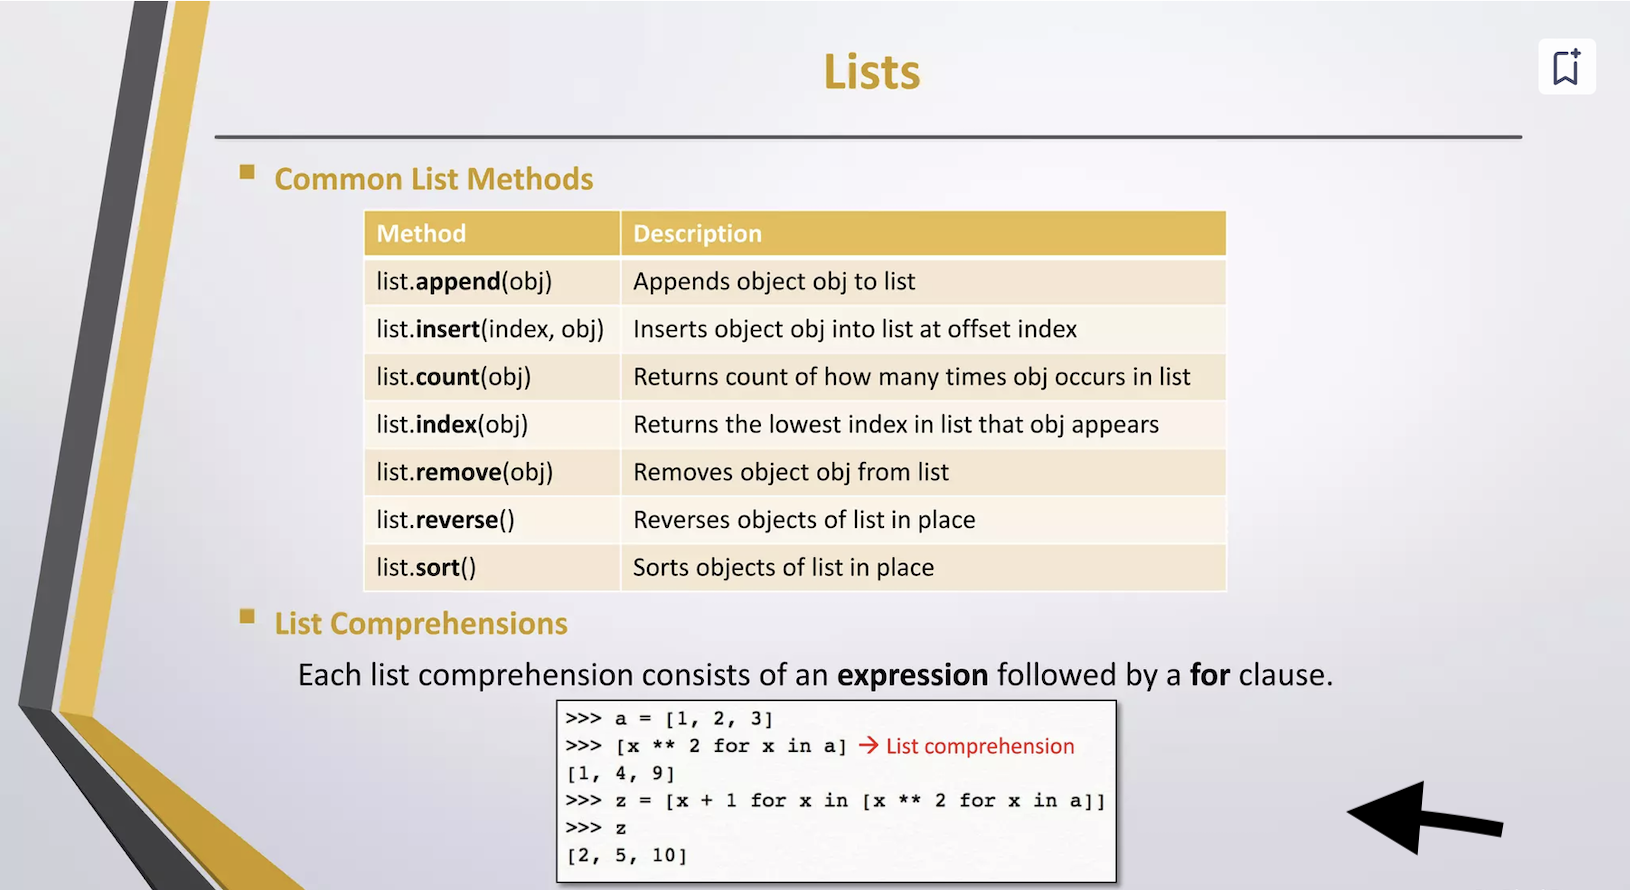 Lists
Common List Methods
Method Description
list.append(obj) Appends object obj to list
list.insert(index, obj) Inserts object obj into list at offset index
list.count(obj) Returns count of how many times obj occurs in list
list.index(obj) Returns the lowest index in list that obj appears
list.remove(obj) Removes object obj from list
list.reverse() Reverses objects of list in place
list.sort() Sorts objects of list in place
List Comprehensions
Each list comprehension consists of an expression followed by a for clause.
>>> a = [1, 2, 3]
>>> [x ** 2 for x in a] → List comprehension
[1, 4, 9]
>>> z = [x + 1 for x in [x ** 2 for x in a]]
>>> z
[2, 5, 10]